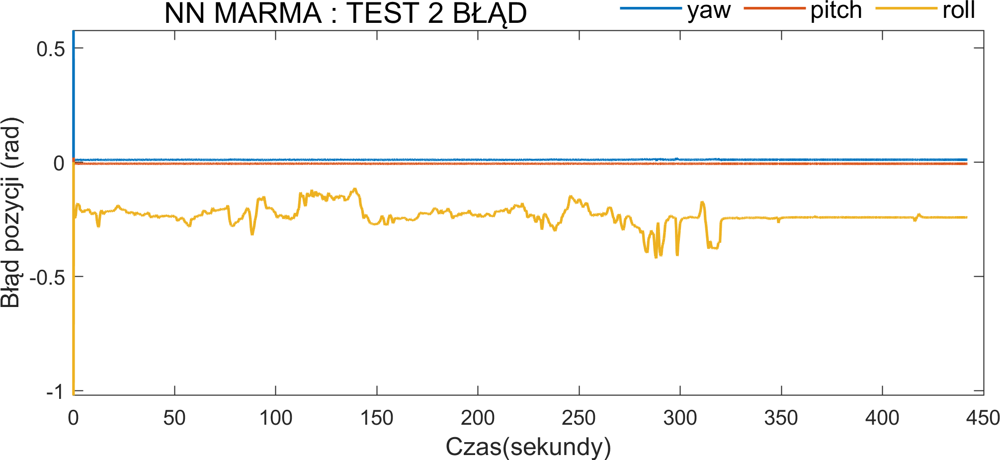 NN MARMA : TEST 2 BŁĄD
yaw
pitch
roll
Błąd pozycji (rad)
0.5
0
-0.5
-1
0 50 100 150 200 250 300 350 400 450
Czas(sekundy)